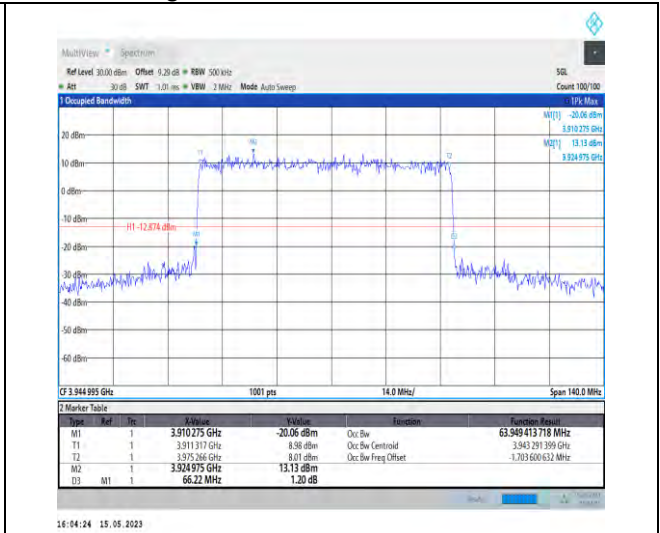 MultiView Spectrum
Ref Level 30.00 dBm Offset 9.29 dB RBW 500 kHz SGL
Att 30 dB SWT 1.01 ms VBW 2 MHz Mode Auto Sweep Count 100/100
1 Occupied Bandwidth 1Pk Max
M1[1] -20.06 dBm
3.910 275 GHz
20 dBm M2[1] 13.13 dBm
3.924 975 GHz
M2
T1 T2
10 dBm
0 dBm
-10 dBm
H1 -12.874 dBm
M1
-20 dBm
-30 dBm
-40 dBm
-50 dBm
-60 dBm
CF 3.944 995 GHz 1001 pts 14.0 MHz/ Span 140.0 MHz
2 Marker Table
Type Ref Trc X-Value Y-Value Function Function Result
M1 1 3.910 275 GHz -20.06 dBm Occ Bw 63.949 413 718 MHz
T1 1 3.911 317 GHz 8.98 dBm Occ Bw Centroid 3.943 291 399 GHz
T2 1 3.975 266 GHz 8.01 dBm Occ Bw Freq Offset -1.703 600 632 MHz
M2 1 3.924 975 GHz 13.13 dBm
D3 M1 1 66.22 MHz 1.20 dB
16:04:24 15.05.2023